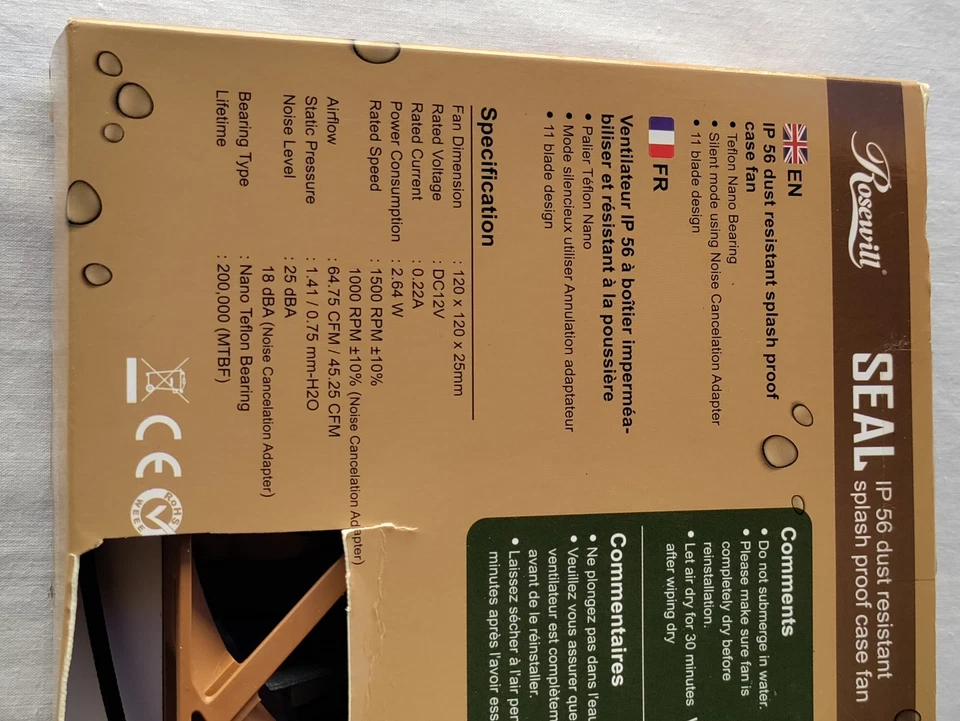 Rosewill®
SEAL
IP 56 dust resistant
splash proof case fan
EN
IP 56 dust resistant splash proof
case fan
• Teflon Nano Bearing
• Silent mode using Noise Cancelation Adapter
• 11 blade design
FR
Ventilateur IP 56 à boîtier imperméa-
biliser et résistant à la poussière
• Palier Téflon Nano
• Mode silencieux utiliser Annulation adaptateur
• 11 blade design
Specification
Fan Dimension : 120 x 120 x 25mm
Rated Voltage : DC12V
Rated Current : 0.22A
Power Consumption : 2.64 W
Rated Speed : 1500 RPM ±10%
1000 RPM ±10% (Noise Cancelation Adapter)
Airflow : 64.75 CFM / 45.25 CFM
Static Pressure : 1.41 / 0.75 mm-H2O
Noise Level : 25 dBA
18 dBA (Noise Cancelation Adapter)
Bearing Type : Nano Teflon Bearing
Lifetime : 200,000 (MTBF)
CE
RoHS
WEEE
Comments
• Do not submerge in water.
• Please make sure fan is
completely dry before
reinstallation.
• Let air dry for 30 minutes
after wiping dry
Commentaires
• Ne plongez pas dans l'eau
• Veuillez vous assurer que
ventilateur est complètem
avant de le réinstaller.
• Laissez sécher à l'air pen
minutes après l'avoir ess